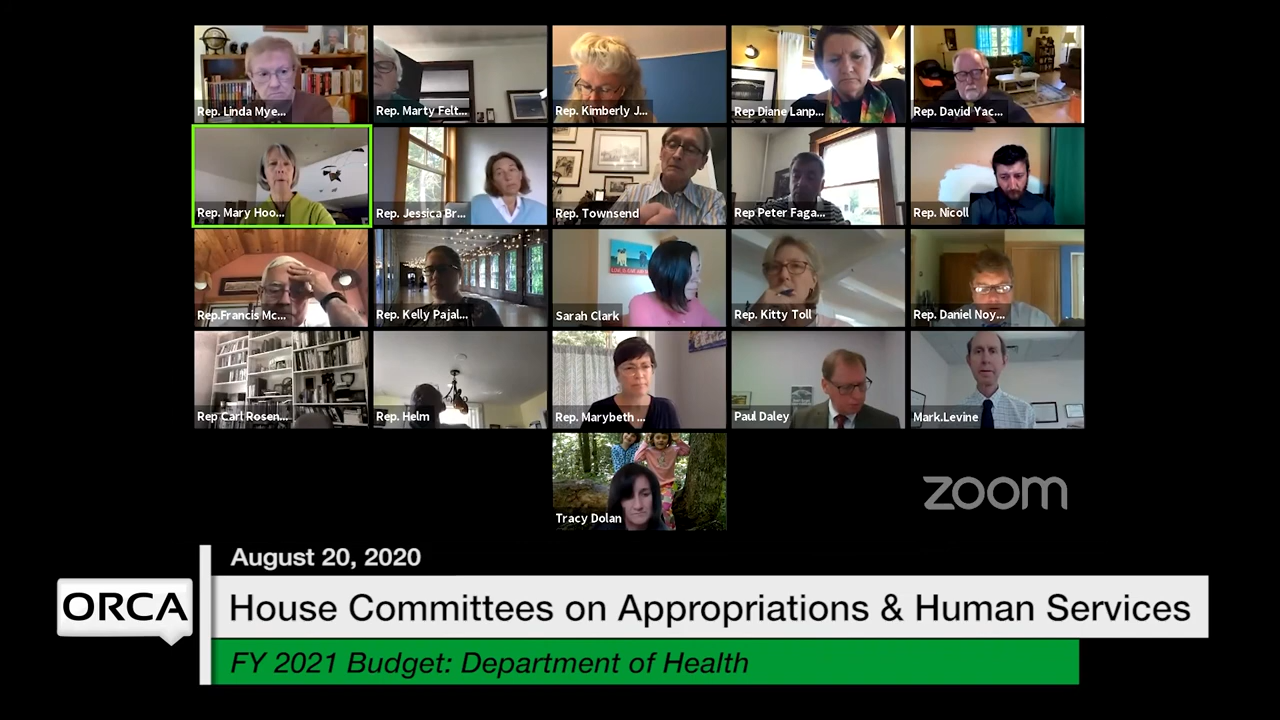 Rep. Linda Mye...
Rep. Marty Felt...
Rep. Kimberly J...
Rep Diane Lanp...
Rep. David Yac...
Rep. Mary Hoo...
Rep. Jessica Br...
Rep. Townsend
Rep Peter Faga...
Rep. Nicoll
Rep.Francis Mc...
Rep. Kelly Pajal...
Sarah Clark
Rep. Kitty Toll
Rep. Daniel Noy...
Rep Carl Rosen...
Rep. Helm
Rep. Marybeth ...
Paul Daley
Mark.Levine
Tracy Dolan
zoom
August 20, 2020
ORCA
House Committees on Appropriations & Human Services
FY 2021 Budget: Department of Health